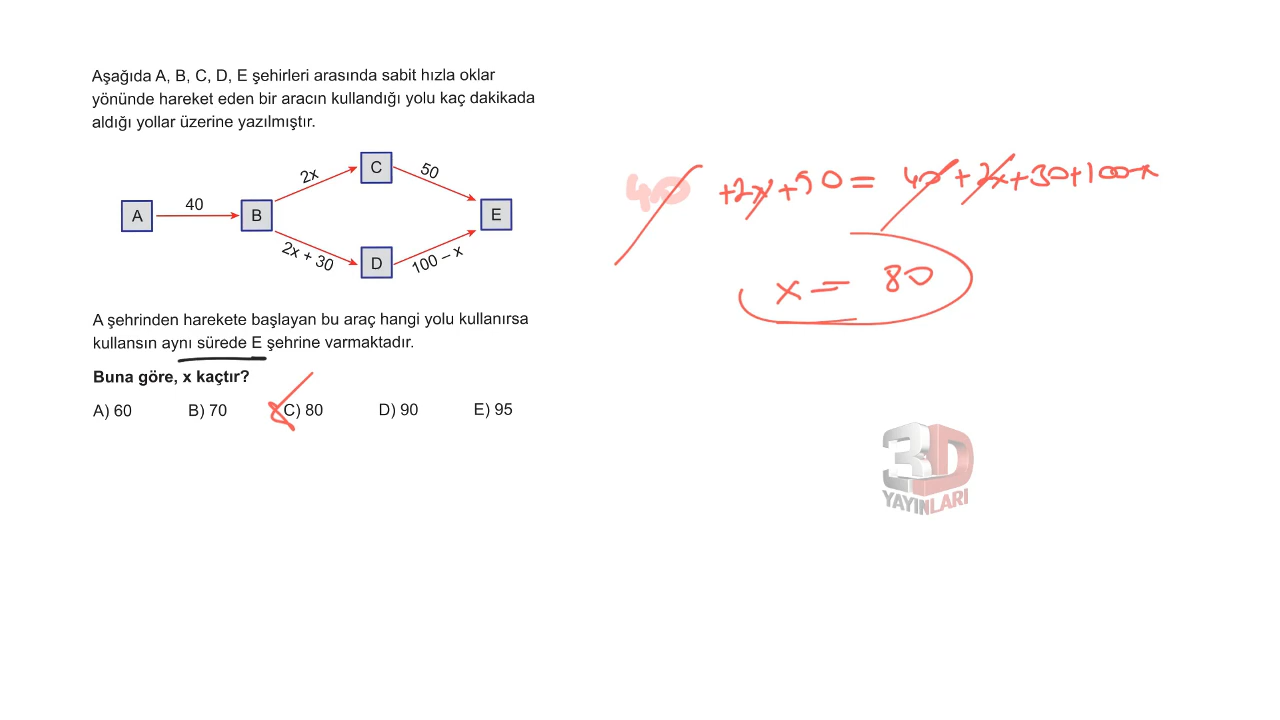 Aşağıda A, B, C, D, E şehirleri arasında sabit hızla oklar
yönünde hareket eden bir aracın kullandığı yolu kaç dakikada
aldığı yollar üzerine yazılmıştır.
A
40
B
2x
C
50
E
2x + 30
D
100 – x
A şehrinden harekete başlayan bu araç hangi yolu kullanırsa
kullansın aynı sürede E şehrine varmaktadır.
Buna göre, x kaçtır?
A) 60 B) 70 C) 80 D) 90 E) 95
40 +2x +50 = 40 + 2x + 30 + 100 - x
x = 80
3D
YAYINLARI